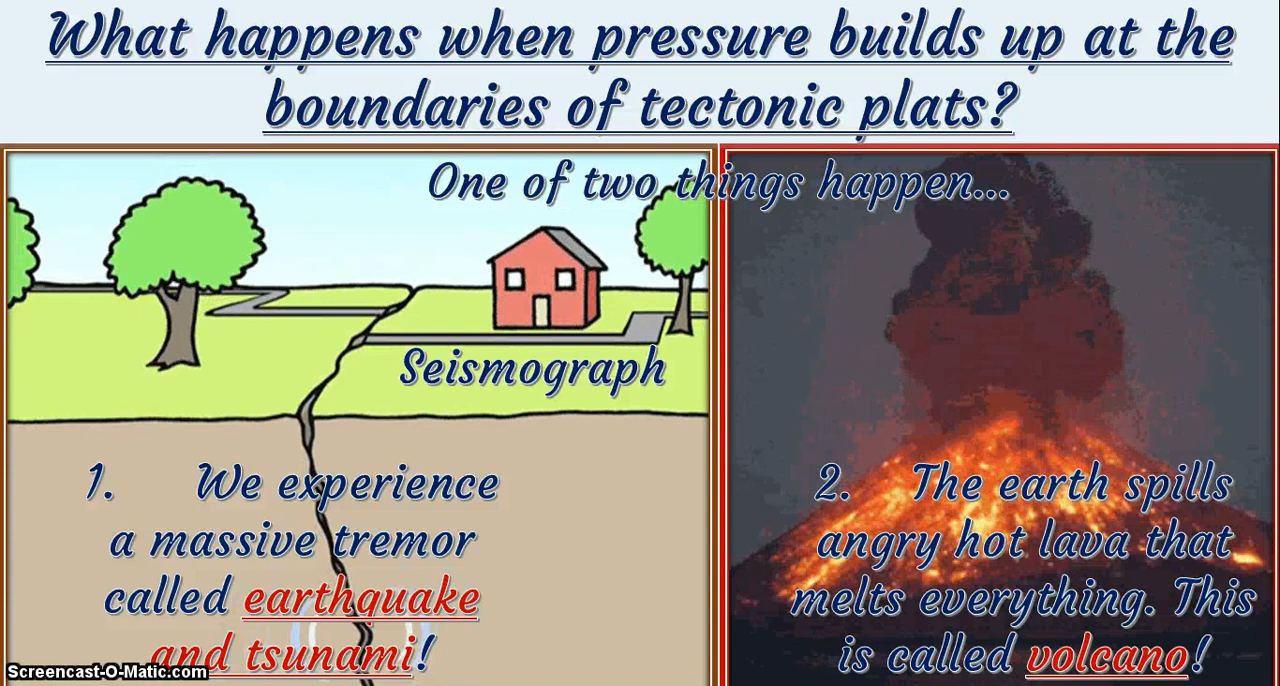 What happens when pressure builds up at the
boundaries of tectonic plats?
One of two things happen...
Seismograph
1. We experience
a massive tremor
called earthquake
and tsunami!
2. The earth spills
angry hot lava that
melts everything. This
is called volcano!
Screencast-O-Matic.com